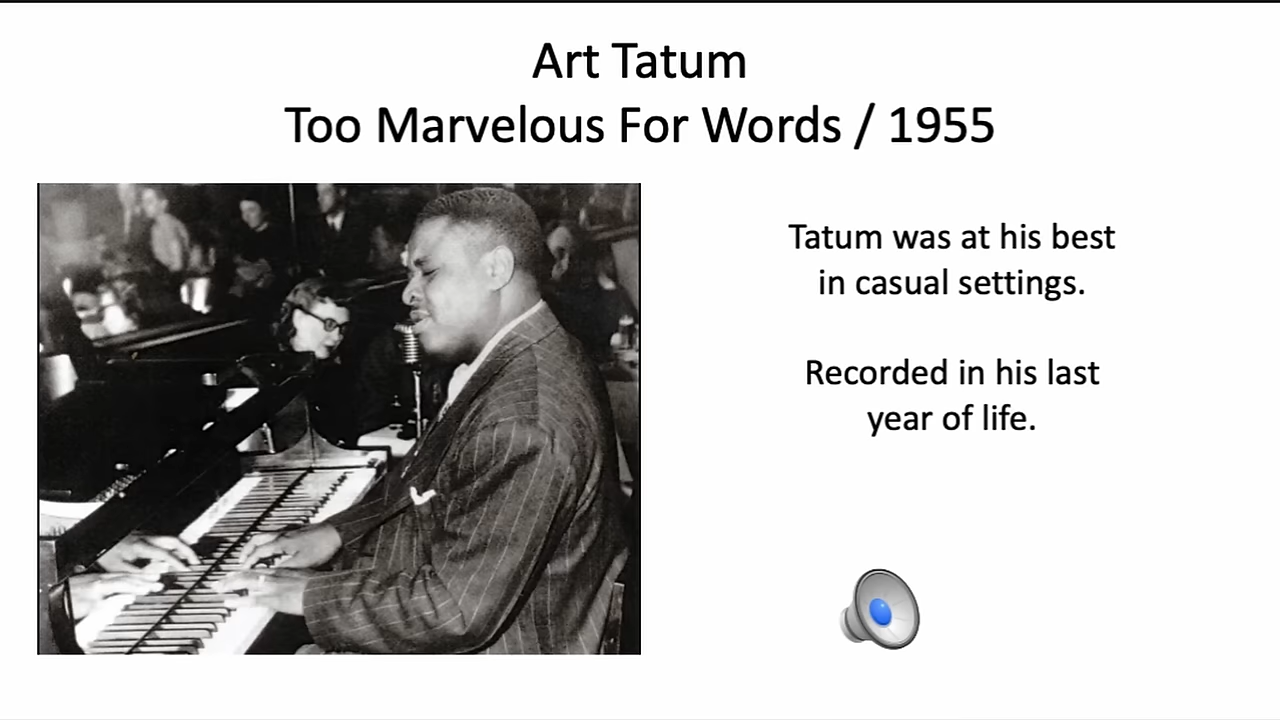 Art Tatum
Too Marvelous For Words / 1955
Tatum was at his best
in casual settings.
Recorded in his last
year of life.